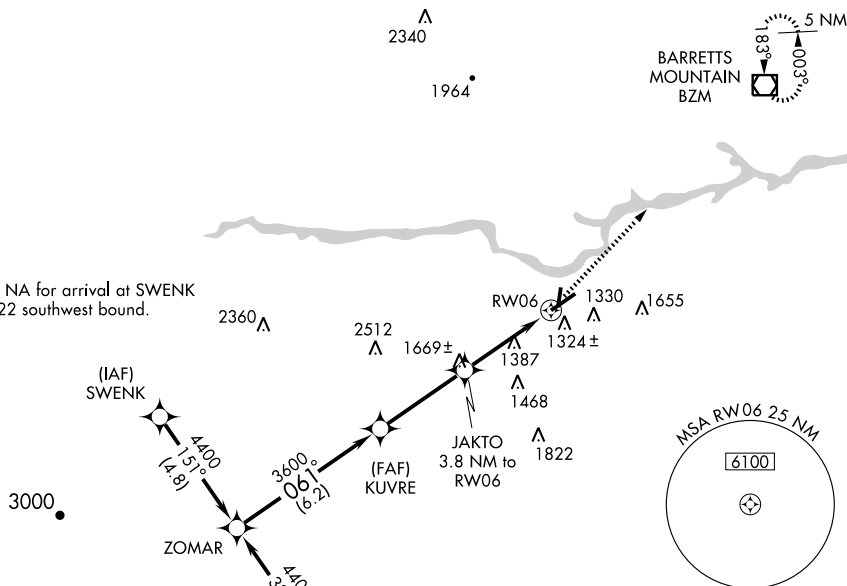 2340
1964
5 NM
183°
003°
BARRETTS
MOUNTAIN
BZM
NA for arrival at SWENK
22 southwest bound.
2360
2512
1669±
RW06
1330
1655
1324±
1387
1468
1822
(IAF)
SWENK
4400
151°
(4.8)
3600
061°
(6.2)
(FAF)
KUVRE
JAKTO
3.8 NM to
RW06
3000
ZOMAR
MSA RW06 25 NM
6100